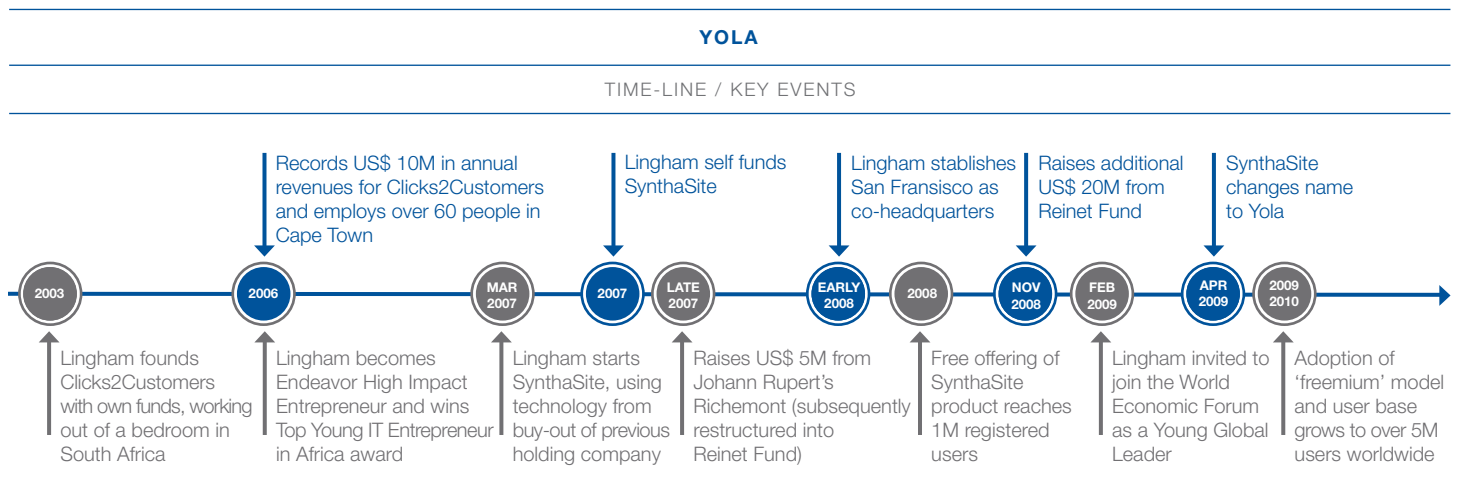 YOLA
TIME-LINE / KEY EVENTS
Records US$ 10M in annual
revenues for Clicks2Customers
and employs over 60 people in
Cape Town
Lingham self funds
SynthaSite
Lingham stablishes
San Fransisco as
co-headquarters
Raises additional
US$ 20M from
Reinet Fund
SynthaSite
changes name
to Yola
2003
2006
MAR
2007
2007
LATE
2007
EARLY
2008
2008
NOV
2008
FEB
2009
APR
2009
2009
2010
Lingham founds
Clicks2Customers
with own funds, working
out of a bedroom in
South Africa
Lingham becomes
Endeavor High Impact
Entrepreneur and wins
Top Young IT Entrepreneur
in Africa award
Lingham starts
SynthaSite, using
technology from
buy-out of previous
holding company
Raises US$ 5M from
Johann Rupert's
Richemont (subsequently
restructured into
Reinet Fund)
Free offering of
SynthaSite
product reaches
1M registered
users
Lingham invited to
join the World
Economic Forum
as a Young Global
Leader
Adoption of
‘freemium’ model
and user base
grows to over 5M
users worldwide